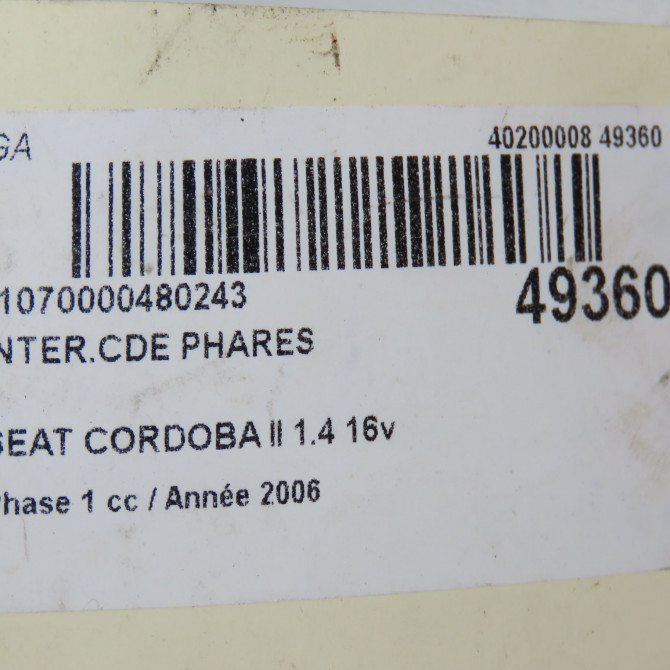 GA
40200008 49360
1070000480243
49360
NTER.CDE PHARES
SEAT CORDOBA II 1.4 16v
Phase 1 cc / Année 2006